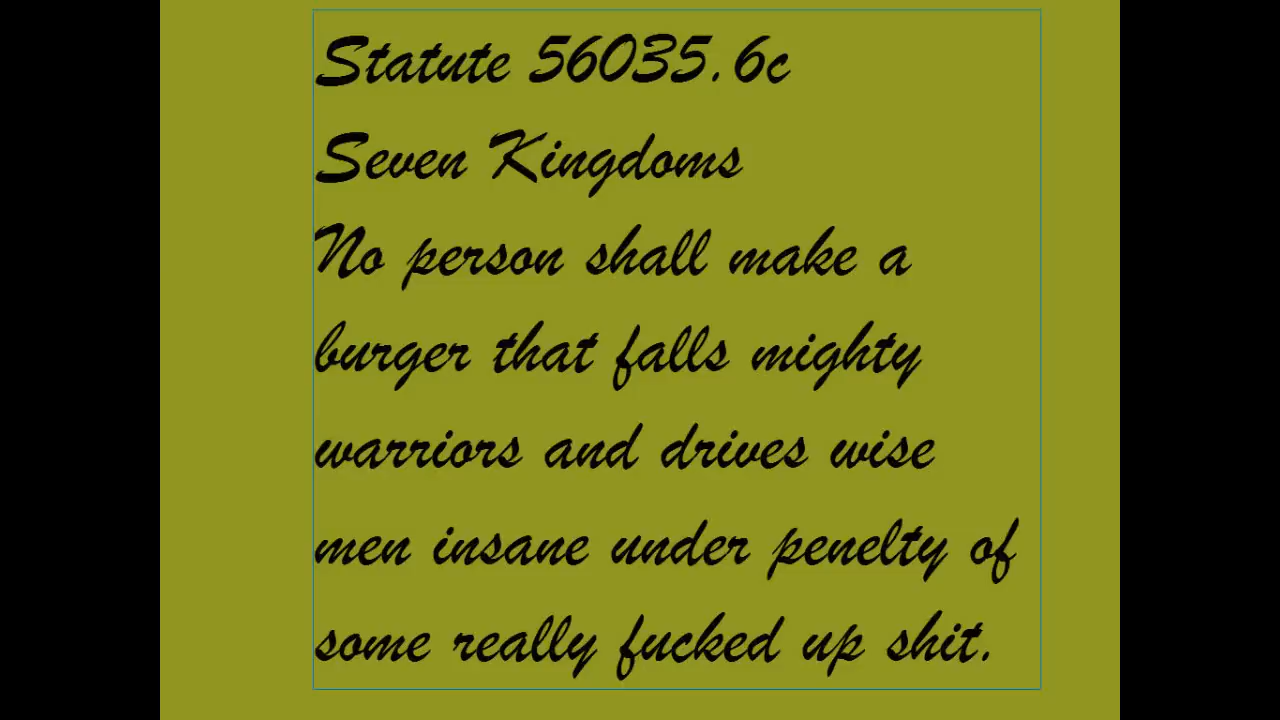 Statute 56035.6c
Seven Kingdoms
No person shall make a
burger that falls mighty
warriors and drives wise
men insane under penelty of
some really fucked up shit.